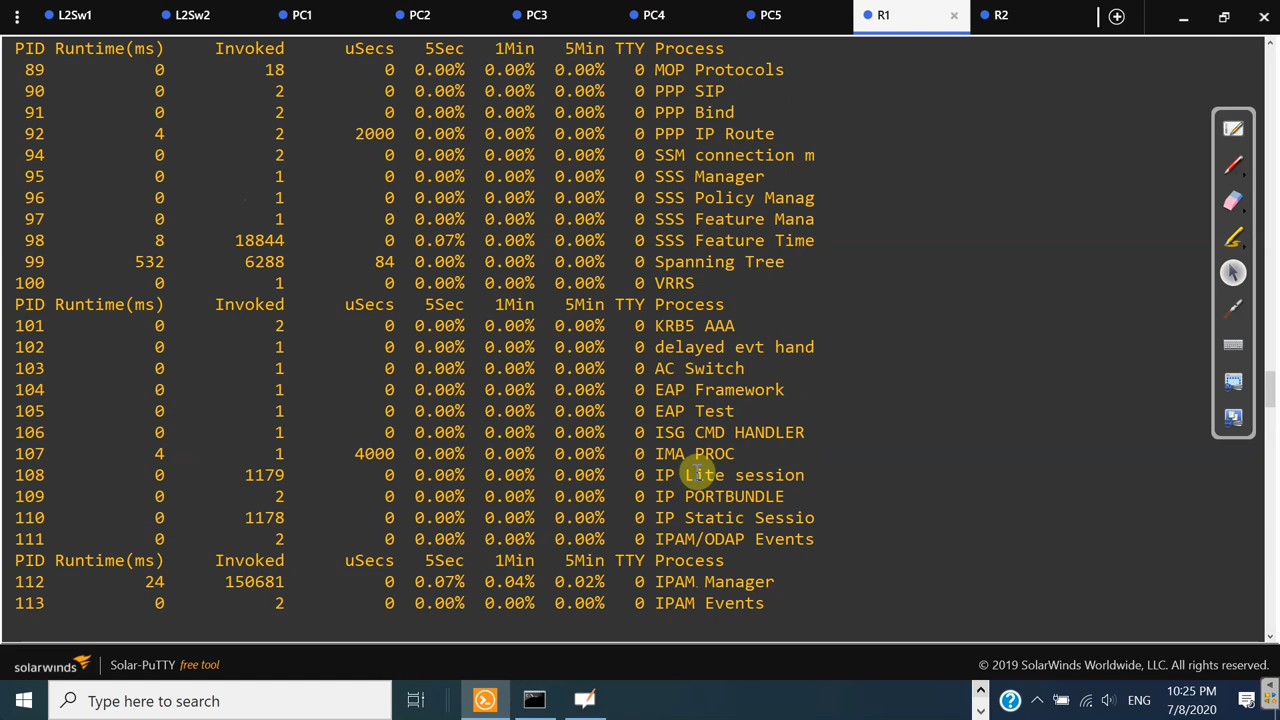 L2Sw1 L2Sw2 PC1 PC2 PC3 PC4 PC5 R1 R2
PID Runtime(ms) Invoked uSecs 5Sec 1Min 5Min TTY Process
89 0 18 0 0.00% 0.00% 0.00% 0 MOP Protocols
90 0 2 0 0.00% 0.00% 0.00% 0 PPP SIP
91 0 2 0 0.00% 0.00% 0.00% 0 PPP Bind
92 4 2 2000 0.00% 0.00% 0.00% 0 PPP IP Route
94 0 2 0 0.00% 0.00% 0.00% 0 SSM connection m
95 0 1 0 0.00% 0.00% 0.00% 0 SSS Manager
96 0 1 0 0.00% 0.00% 0.00% 0 SSS Policy Manag
97 0 1 0 0.00% 0.00% 0.00% 0 SSS Feature Mana
98 8 18844 0 0.07% 0.00% 0.00% 0 SSS Feature Time
99 532 6288 84 0.00% 0.00% 0.00% 0 Spanning Tree
100 0 1 0 0.00% 0.00% 0.00% 0 VRRS
PID Runtime(ms) Invoked uSecs 5Sec 1Min 5Min TTY Process
101 0 2 0 0.00% 0.00% 0.00% 0 KRB5 AAA
102 0 1 0 0.00% 0.00% 0.00% 0 delayed evt hand
103 0 1 0 0.00% 0.00% 0.00% 0 AC Switch
104 0 1 0 0.00% 0.00% 0.00% 0 EAP Framework
105 0 1 0 0.00% 0.00% 0.00% 0 EAP Test
106 0 1 0 0.00% 0.00% 0.00% 0 ISG CMD HANDLER
107 4 1 4000 0.00% 0.00% 0.00% 0 IMA PROC
108 0 1179 0 0.00% 0.00% 0.00% 0 IP Lite session
109 0 2 0 0.00% 0.00% 0.00% 0 IP PORTBUNDLE
110 0 1178 0 0.00% 0.00% 0.00% 0 IP Static Sessio
111 0 2 0 0.00% 0.00% 0.00% 0 IPAM/ODAP Events
PID Runtime(ms) Invoked uSecs 5Sec 1Min 5Min TTY Process
112 24 150681 0 0.07% 0.04% 0.02% 0 IPAM Manager
113 0 2 0 0.00% 0.00% 0.00% 0 IPAM Events
solarwinds Solar-PuTTY free tool © 2019 SolarWinds Worldwide, LLC. All rights reserved.
Type here to search ENG 10:25 PM
7/8/2020